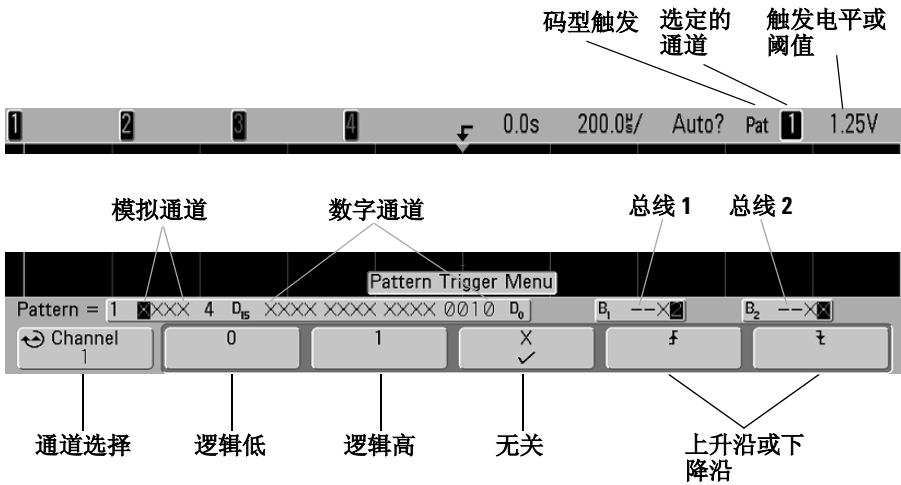 码型触发 选定的 触发电平或
通道 阈值
1 2 3 4 0.0s 200.0㎲/ Auto? Pat 1 1.25V
模拟通道 数字通道 总线 1 总线 2
Pattern Trigger Menu
Pattern = 1 XXXX 4 D15 XXXX XXXX XXXX 0010 D0 B1 --X B2 --XX
Channel 0 1 X
1 ✓
通道选择 逻辑低 逻辑高 无关 上升沿或下
降沿